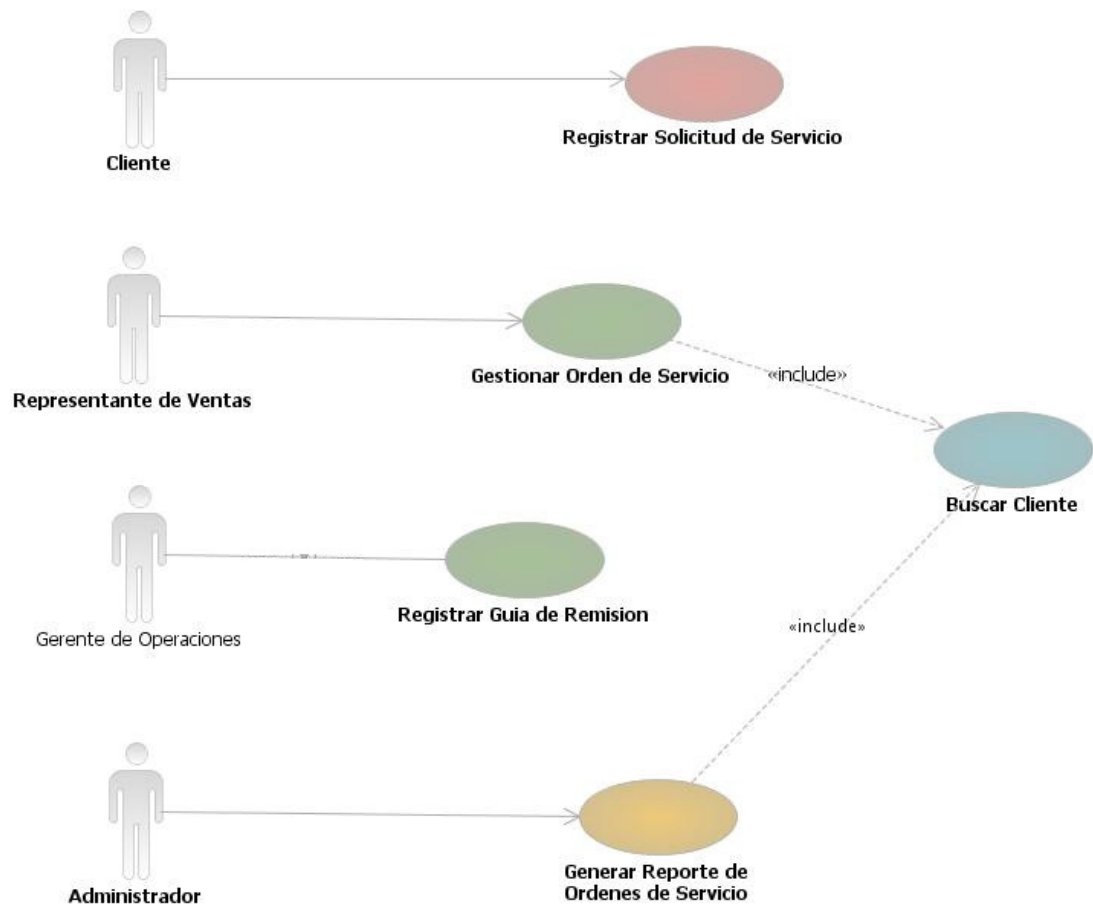 Cliente
Registrar Solicitud de Servicio
Representante de Ventas
Gestionar Orden de Servicio
«include»
Buscar Cliente
Gerente de Operaciones
Registrar Guia de Remision
«include»
Administrador
Generar Reporte de
Ordenes de Servicio